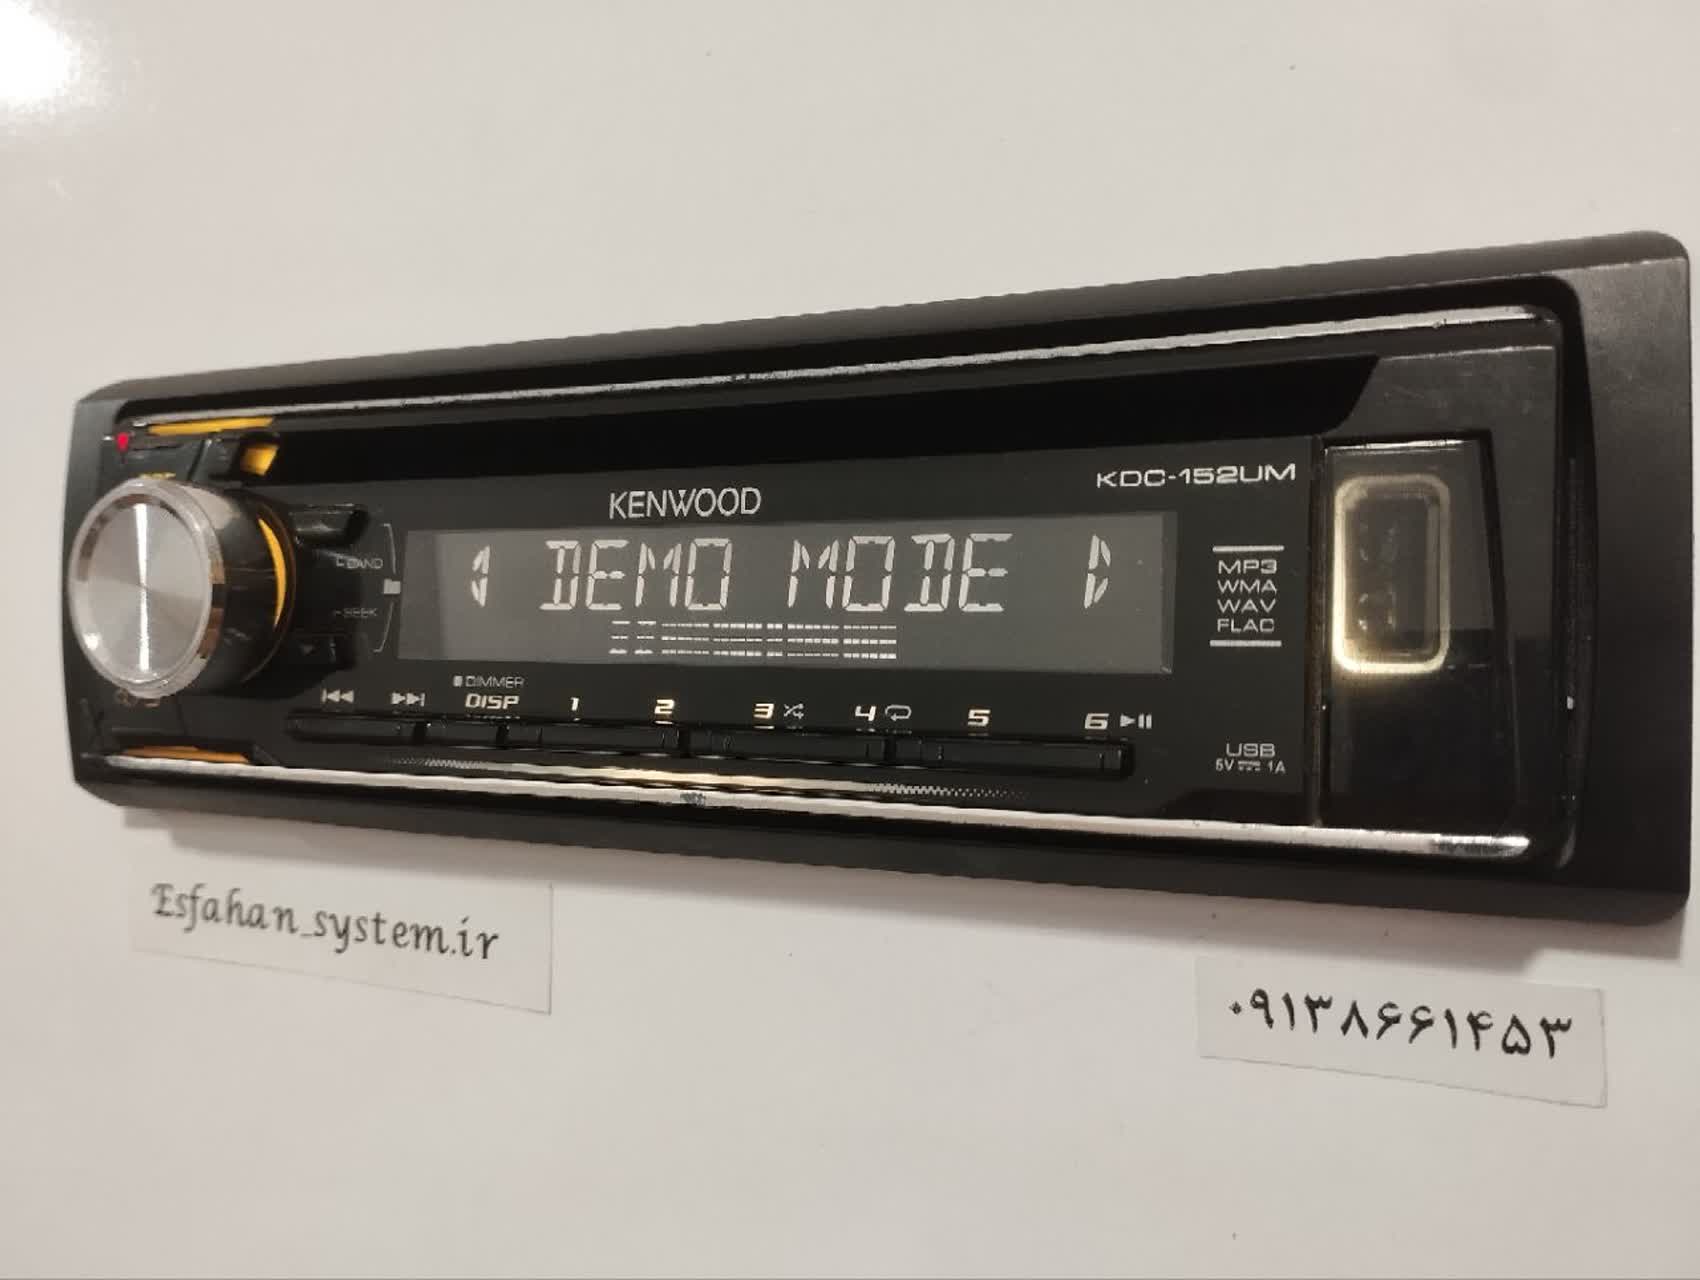 KENWOOD
KDC-152UM
DEMO MODE
BAND
SEEK
MP3
WMA
WAV
FLAC
DIMMER
DISP 1 2 3 4 5 6
USB
5V 1A
Esfahan_system.ir
۰۹۱۳۸۶۶۱۴۵۳